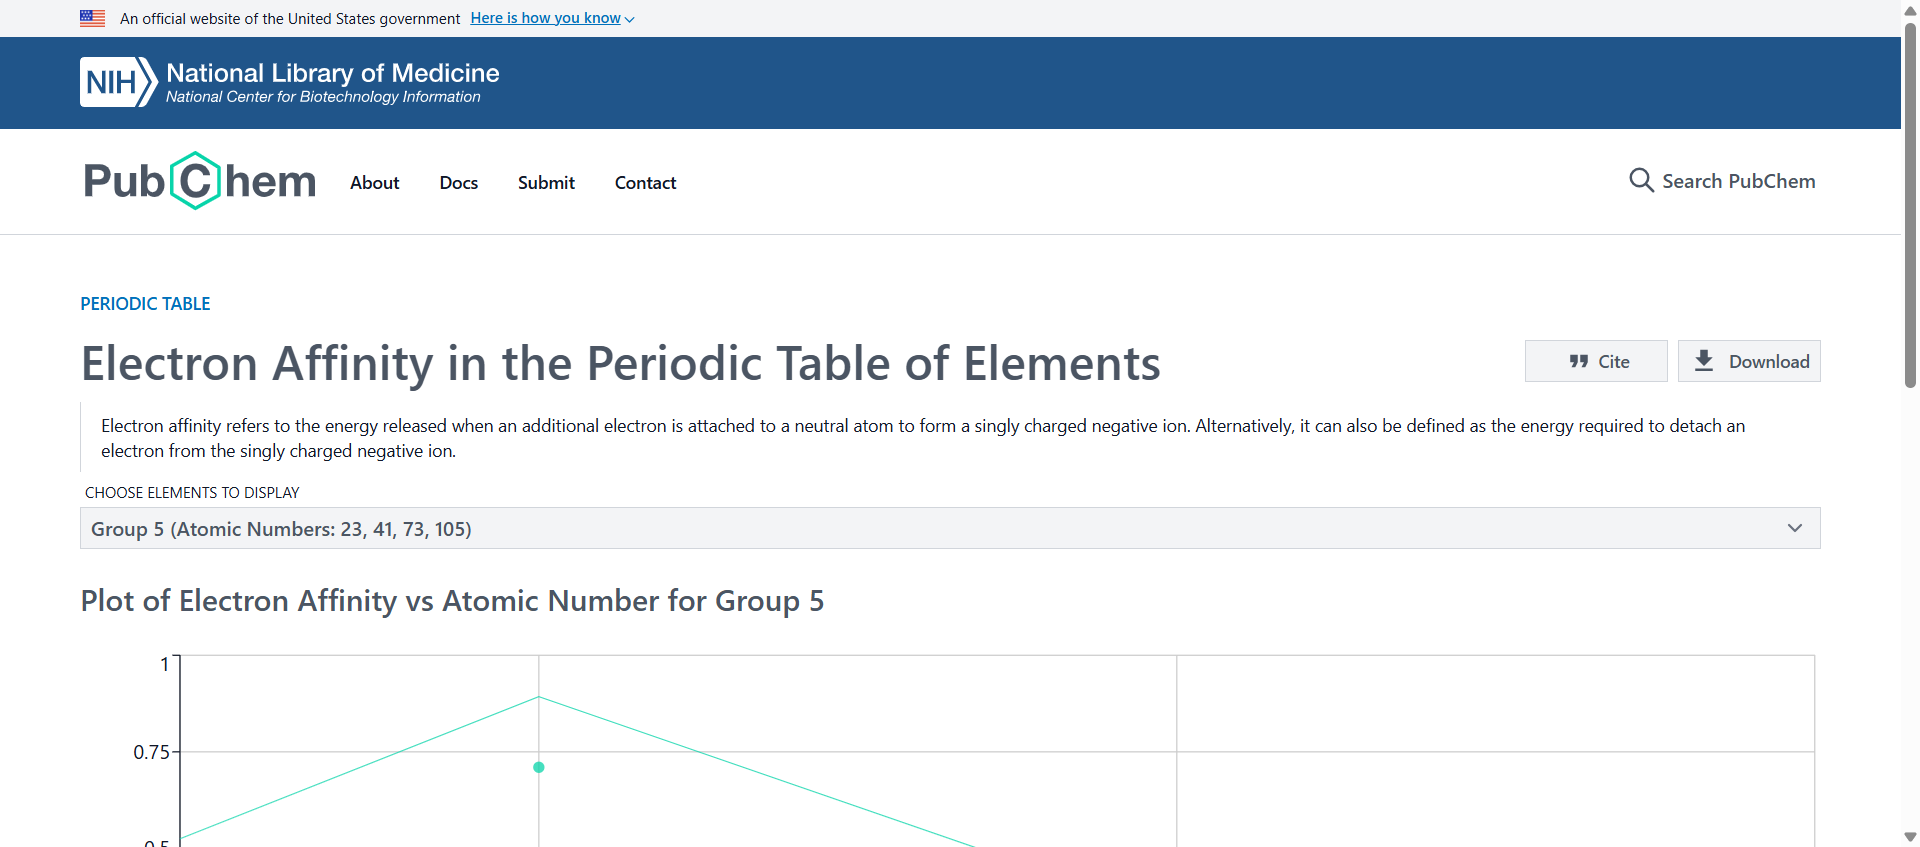 An official website of the United States government Here is how you know
NIH National Library of Medicine
National Center for Biotechnology Information
PubChem About Docs Submit Contact Search PubChem
PERIODIC TABLE
Electron Affinity in the Periodic Table of Elements
Cite Download
Electron affinity refers to the energy released when an additional electron is attached to a neutral atom to form a singly charged negative ion. Alternatively, it can also be defined as the energy required to detach an
electron from the singly charged negative ion.
CHOOSE ELEMENTS TO DISPLAY
Group 5 (Atomic Numbers: 23, 41, 73, 105)
Plot of Electron Affinity vs Atomic Number for Group 5
1
0.75
0.5